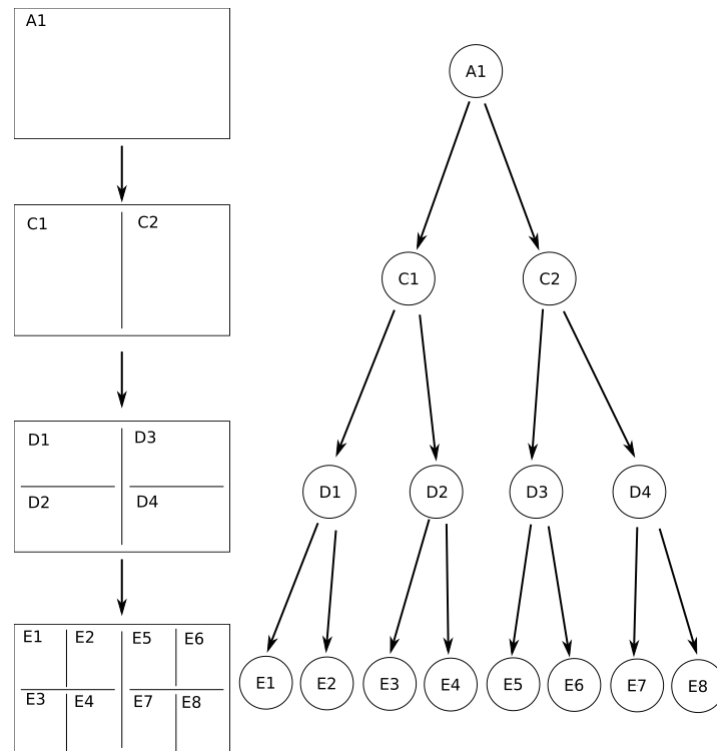 A1
C1 C2
D1 D3
D2 D4
E1 E2 E5 E6
E3 E4 E7 E8
A1
C1 C2
D1 D2 D3 D4
E1 E2 E3 E4 E5 E6 E7 E8